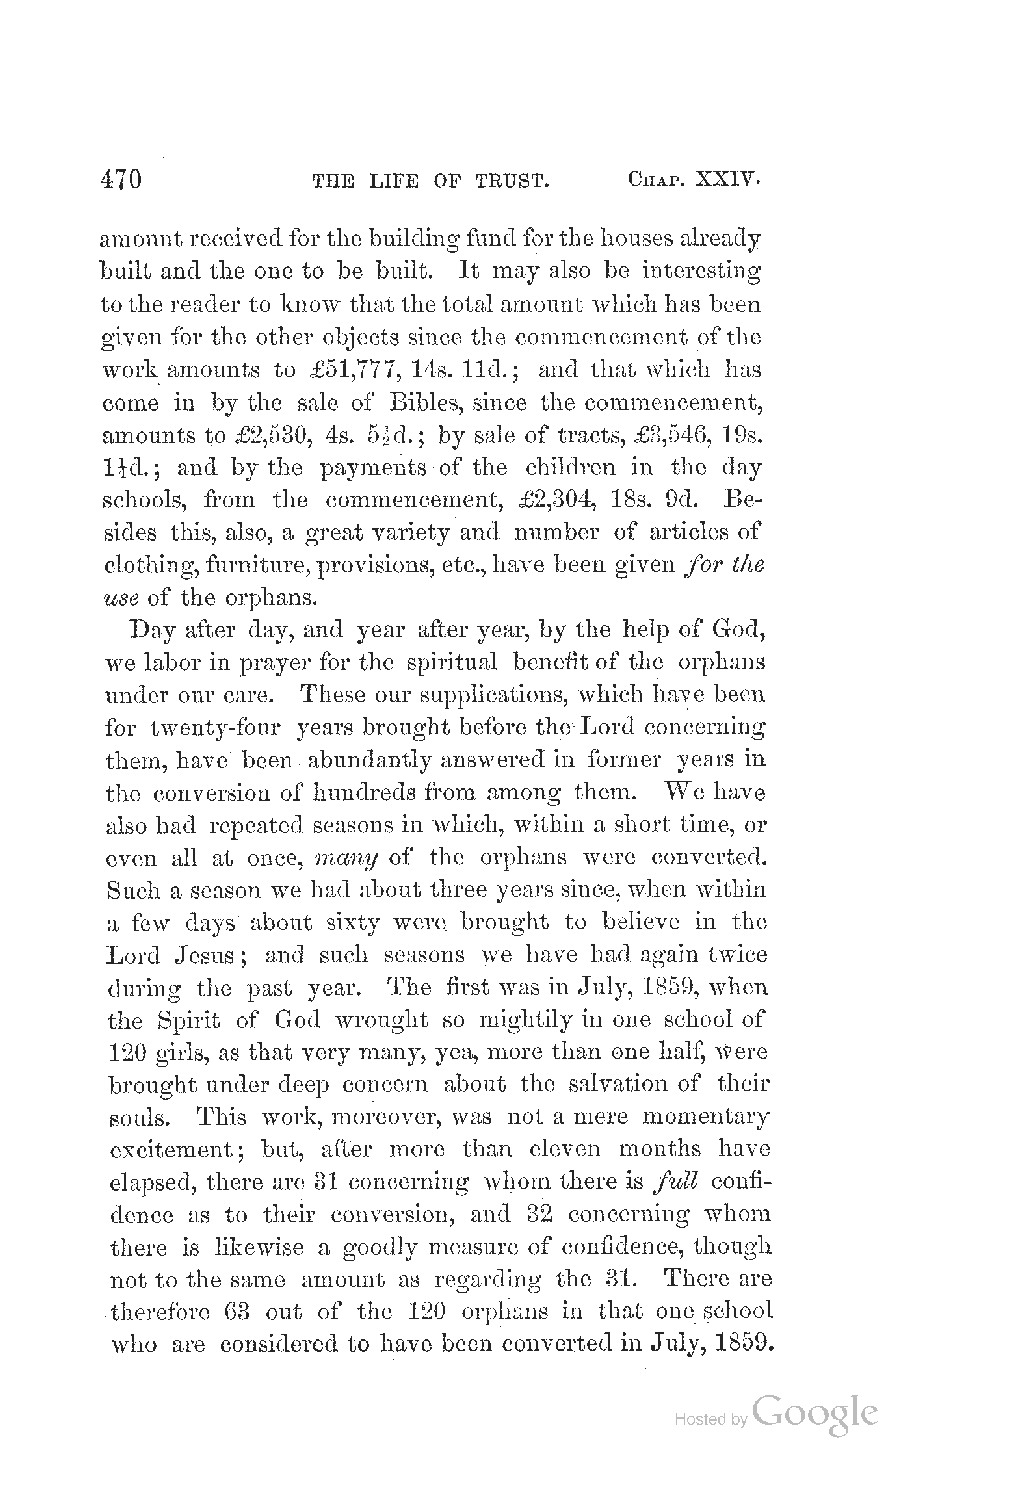 470 THE LIFE OF TRUST. CHAP. XXIV.
amount received for the building fund for the houses already
built and the one to be built. It may also be interesting
to the reader to know that the total amount which has been
given for the other objects since the commencement of the
work amounts to £51,777, 14s. 11d.; and that which has
come in by the sale of Bibles, since the commencement,
amounts to £2,530, 4s. 5½d.; by sale of tracts, £3,546, 19s.
1½d.; and by the payments of the children in the day
schools, from the commencement, £2,304, 18s. 9d. Be-
sides this, also, a great variety and number of articles of
clothing, furniture, provisions, etc., have been given for the
use of the orphans.
Day after day, and year after year, by the help of God,
we labor in prayer for the spiritual benefit of the orphans
under our care. These our supplications, which have been
for twenty-four years brought before the Lord concerning
them, have been abundantly answered in former years in
the conversion of hundreds from among them. We have
also had repeated seasons in which, within a short time, or
even all at once, many of the orphans were converted.
Such a season we had about three years since, when within
a few days about sixty were brought to believe in the
Lord Jesus; and such seasons we have had again twice
during the past year. The first was in July, 1859, when
the Spirit of God wrought so mightily in one school of
120 girls, as that very many, yea, more than one half, were
brought under deep concern about the salvation of their
souls. This work, moreover, was not a mere momentary
excitement; but, after more than eleven months have
elapsed, there are 31 concerning whom there is full confi-
dence as to their conversion, and 32 concerning whom
there is likewise a goodly measure of confidence, though
not to the same amount as regarding the 31. There are
therefore 63 out of the 120 orphans in that one school
who are considered to have been converted in July, 1859.
Hosted by Google